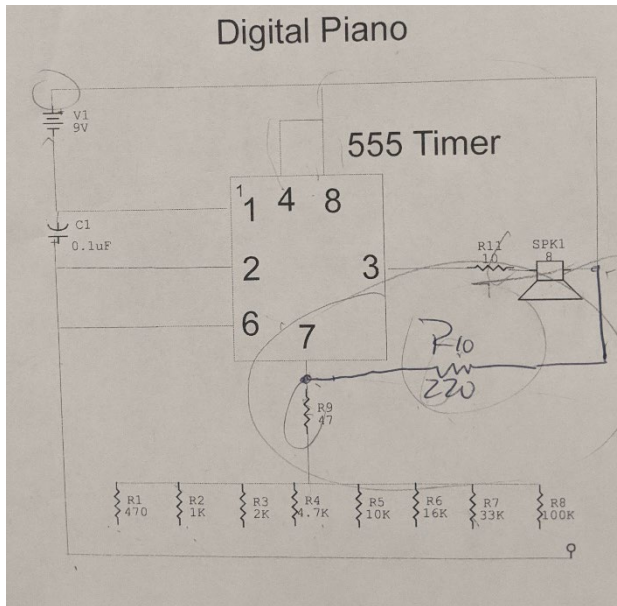 Digital Piano
V1
9V
555 Timer
1
1 4 8
C1
0.1uF
2
3
R11
10
SPK1
8
6
7
R10
220
R9
47
R1
470
R2
1K
R3
2K
R4
4.7K
R5
10K
R6
16K
R7
33K
R8
100K